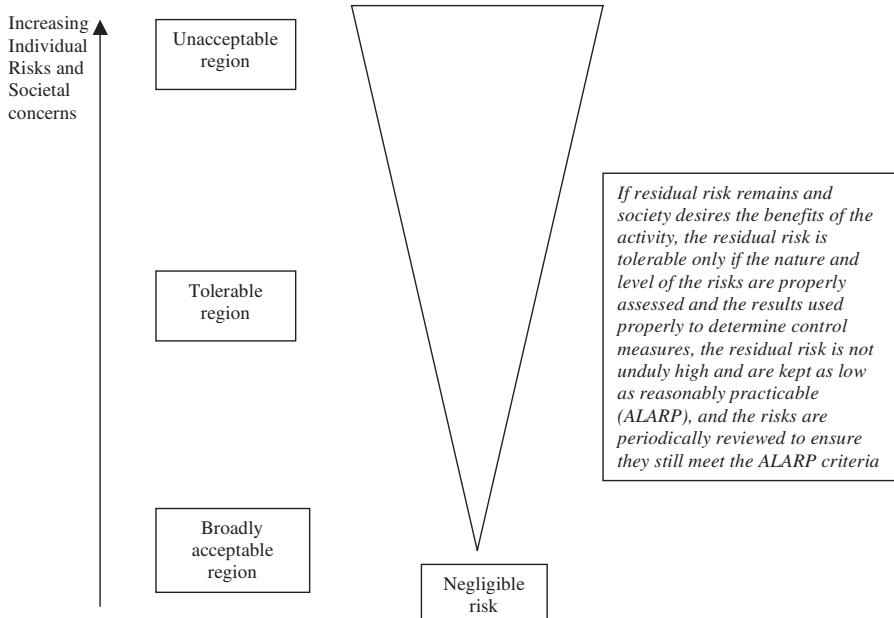 Increasing
Individual
Risks and
Societal
concerns
Unacceptable
region
If residual risk remains and
society desires the benefits of the
activity, the residual risk is
tolerable only if the nature and
level of the risks are properly
assessed and the results used
properly to determine control
measures, the residual risk is not
unduly high and are kept as low
as reasonably practicable
(ALARP), and the risks are
periodically reviewed to ensure
they still meet the ALARP criteria
Tolerable
region
Broadly
acceptable
region
Negligible
risk